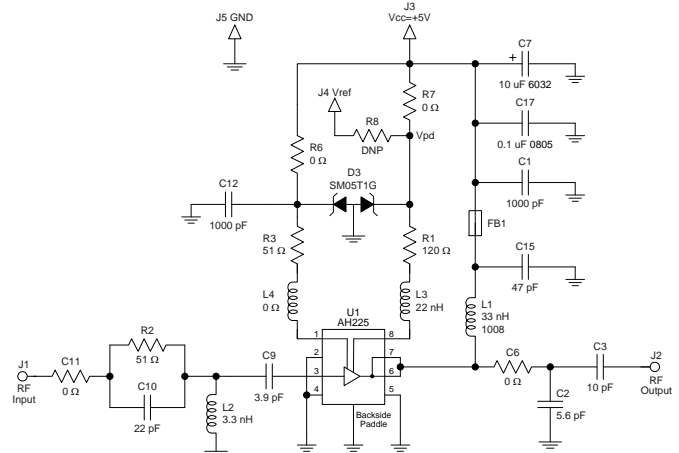 J5 GND
J3
Vcc=+5V
C7
+
10 uF 6032
J4 Vref
R7
0 Ω
R8
DNP
Vpd
C17
0.1 uF 0805
R6
0 Ω
D3
SM05T1G
C12
1000 pF
C1
1000 pF
FB1
R3
51 Ω
R1
120 Ω
C15
47 pF
L4
0 Ω
L3
22 nH
L1
33 nH
1008
U1
AH225
1
8
2
7
3
6
4
5
Backside
Paddle
R2
51 Ω
J1
RF
Input
C11
0 Ω
C10
22 pF
C9
3.9 pF
L2
3.3 nH
C6
0 Ω
C3
10 pF
J2
RF
Output
C2
5.6 pF